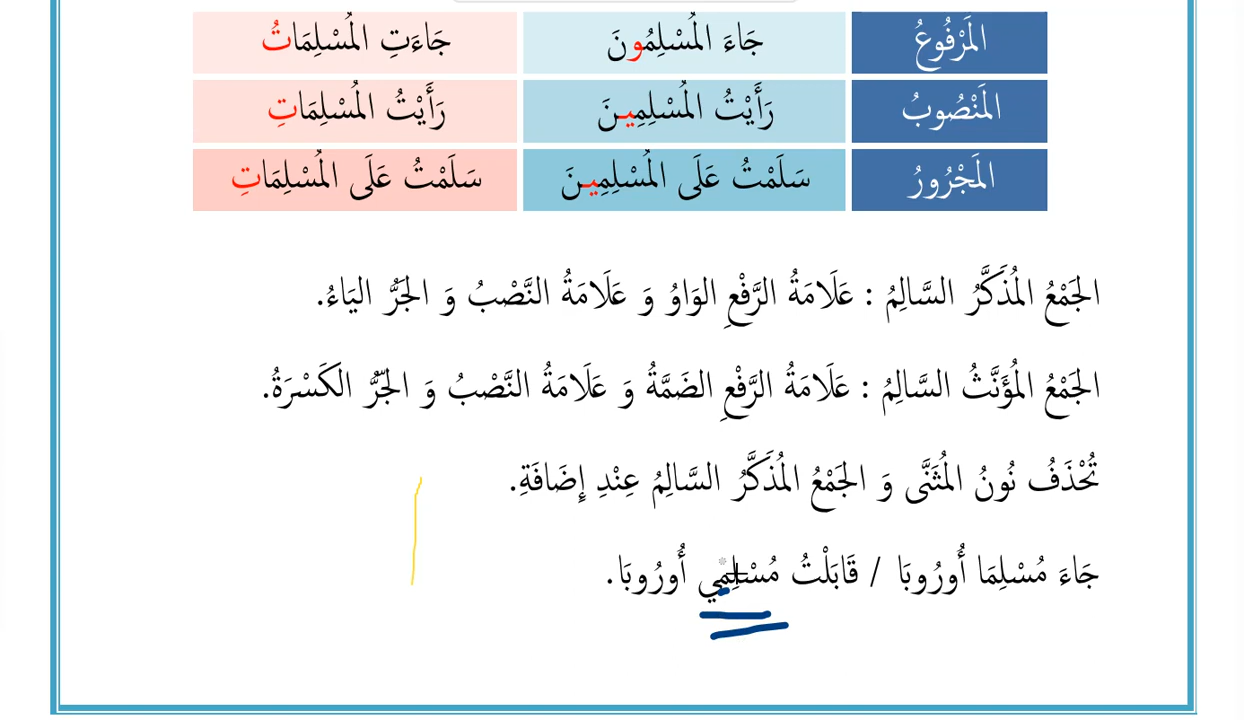 المَرْفُوعُ جَاءَ المُسْلِمُونَ جَاءَتِ المُسْلِمَاتُ
المَنْصُوبُ رَأَيْتُ المُسْلِمِينَ رَأَيْتُ المُسْلِمَاتِ
المَجْرُورُ سَلَمْتُ عَلَى المُسْلِمِينَ سَلَمْتُ عَلَى المُسْلِمَاتِ
الجَمْعُ المُذَكَّرُ السَّالِمُ : عَلَامَةُ الرَّفْعِ الوَاوُ وَ عَلَامَةُ النَّصْبُ وَ الجَرُّ اليَاءُ.
الجَمْعُ المُؤَنَّثُ السَّالِمُ : عَلَامَةُ الرَّفْعِ الضَمَّةُ وَ عَلَامَةُ النَّصْبُ وَ الجَرُّ الكَسْرَةُ.
تُحْذَفُ نُونُ المُثَنَّى وَ الجَمْعُ المُذَكَّرُ السَّالِمُ عِنْدِ إِضَافَةِ.
جَاءَ مُسْلِمَا أُورُوبَا / قَابَلْتُ مُسْلِمَي أُورُوبَا.